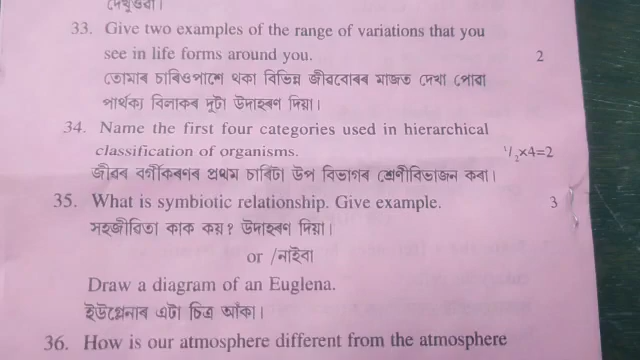 দেখুওৱা।
33. Give two examples of the range of variations that you
see in life forms around you. 2
তোমাৰ চাৰিওপাশে থকা বিভিন্ন জীৱবোৰৰ মাজত দেখা পোৱা
পাৰ্থক্য বিলাকৰ দূটা উদাহৰণ দিয়া।
34. Name the first four categories used in hierarchical
classification of organisms. ½×4=2
জীৱৰ বৰ্গীকৰণৰ প্ৰথম চাৰিটা উপ বিভাগৰ শ্ৰেণীবিভাজন কৰা।
35. What is symbiotic relationship. Give example. 3
সহজীৱিতা কাক কয়? উদাহৰণ দিয়া।
or /নাইবা
Draw a diagram of an Euglena.
ইউগ্লেনাৰ এটা চিত্ৰ আঁকা।
36. How is our atmosphere different from the atmosphere